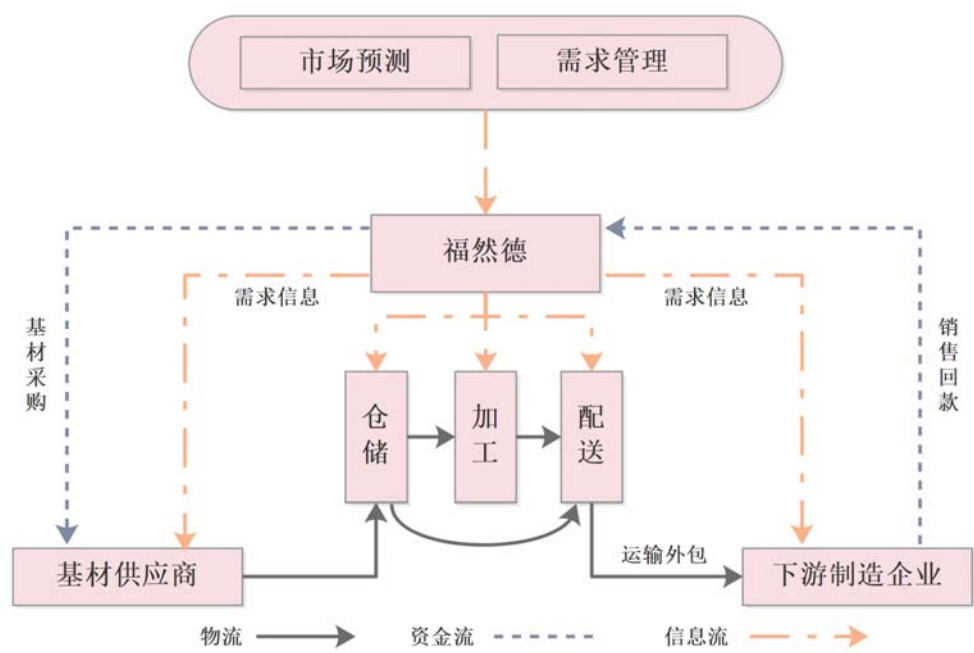 市场预测
需求管理
福然德
需求信息
需求信息
基材采购
销售回款
仓储
加工
配送
运输外包
基材供应商
下游制造企业
物流
资金流
信息流